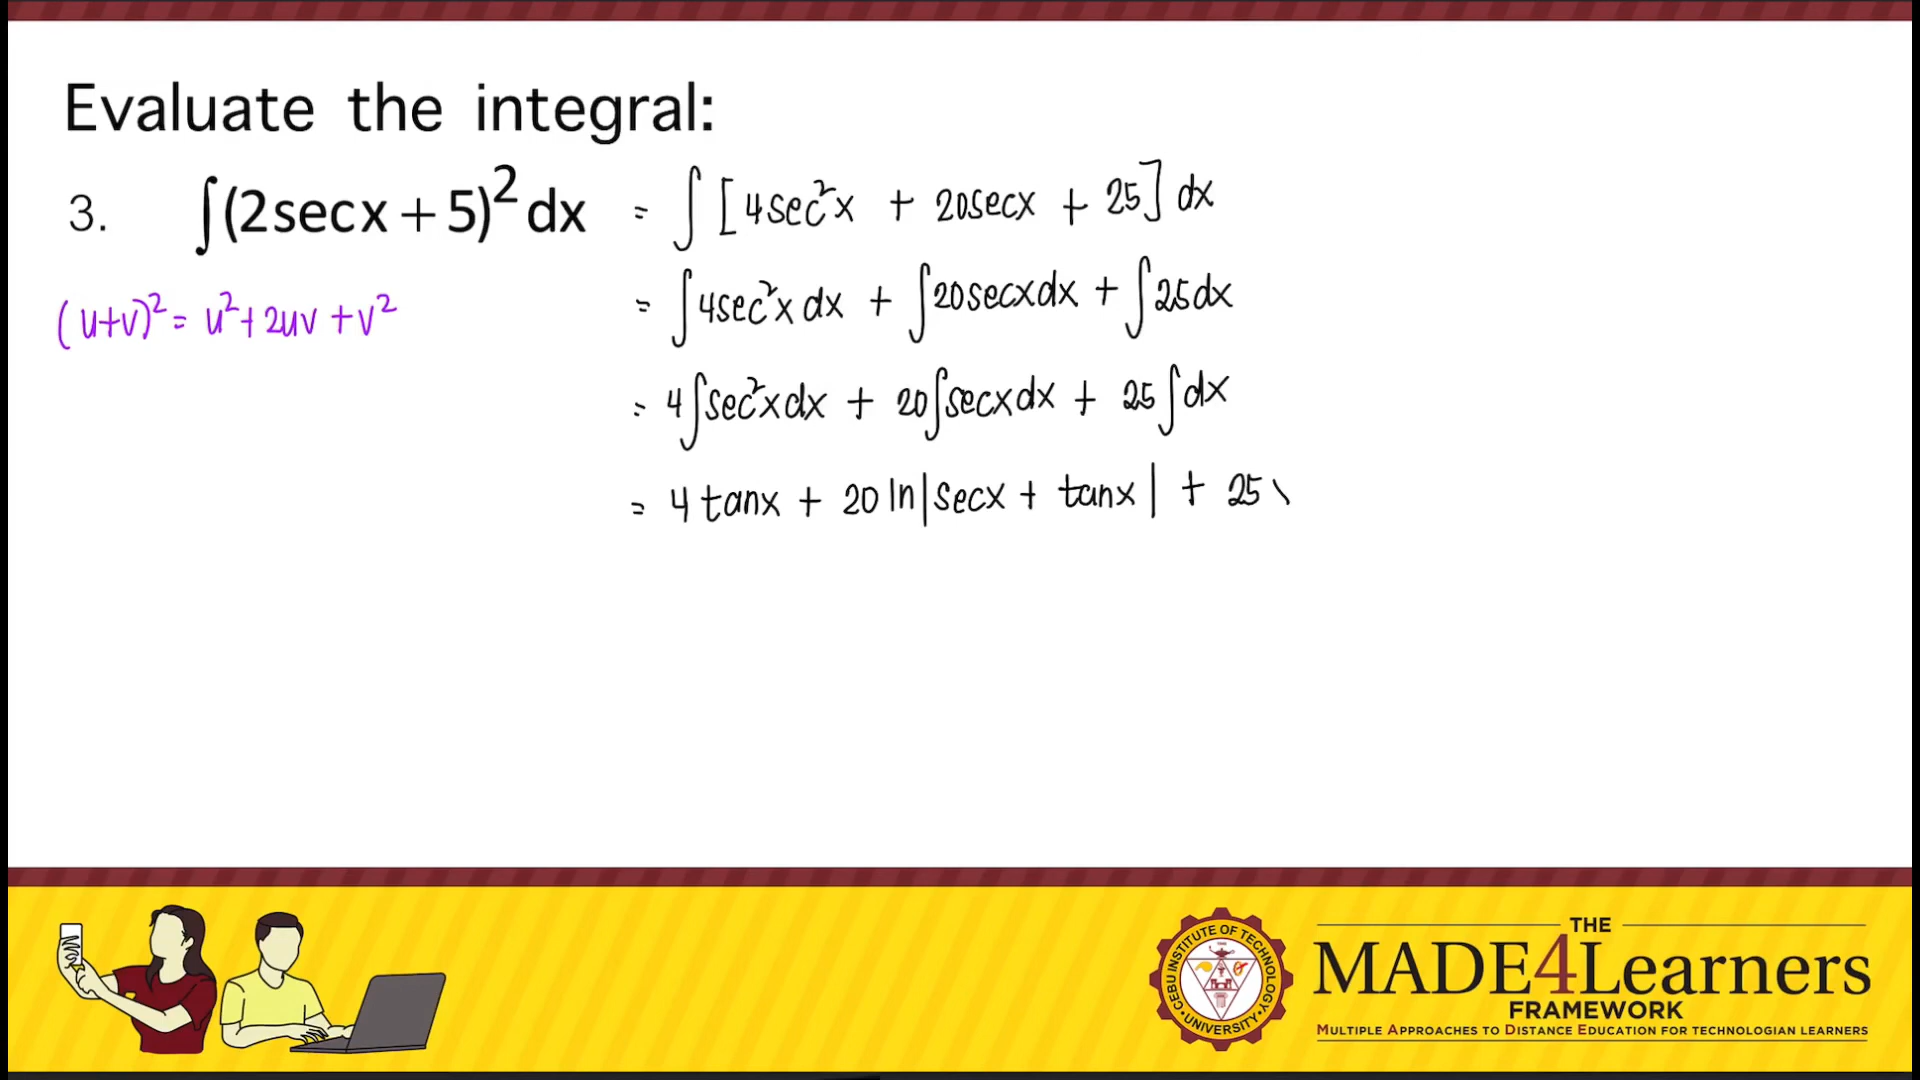 Evaluate the integral:
3. ∫(2secx+5)² dx = ∫[4sec²x + 20secx + 25] dx
(u+v)² = u² + 2uv + v²
= ∫4sec²x dx + ∫20secxdx + ∫25dx
= 4∫sec²xdx + 20∫secxdx + 25∫dx
= 4tanx + 20 ln|secx + tanx| + 25
CEBU INSTITUTE OF TECHNOLOGY
UNIVERSITY
THE
MADE4Learners
FRAMEWORK
MULTIPLE APPROACHES TO DISTANCE EDUCATION FOR TECHNOLOGIAN LEARNERS